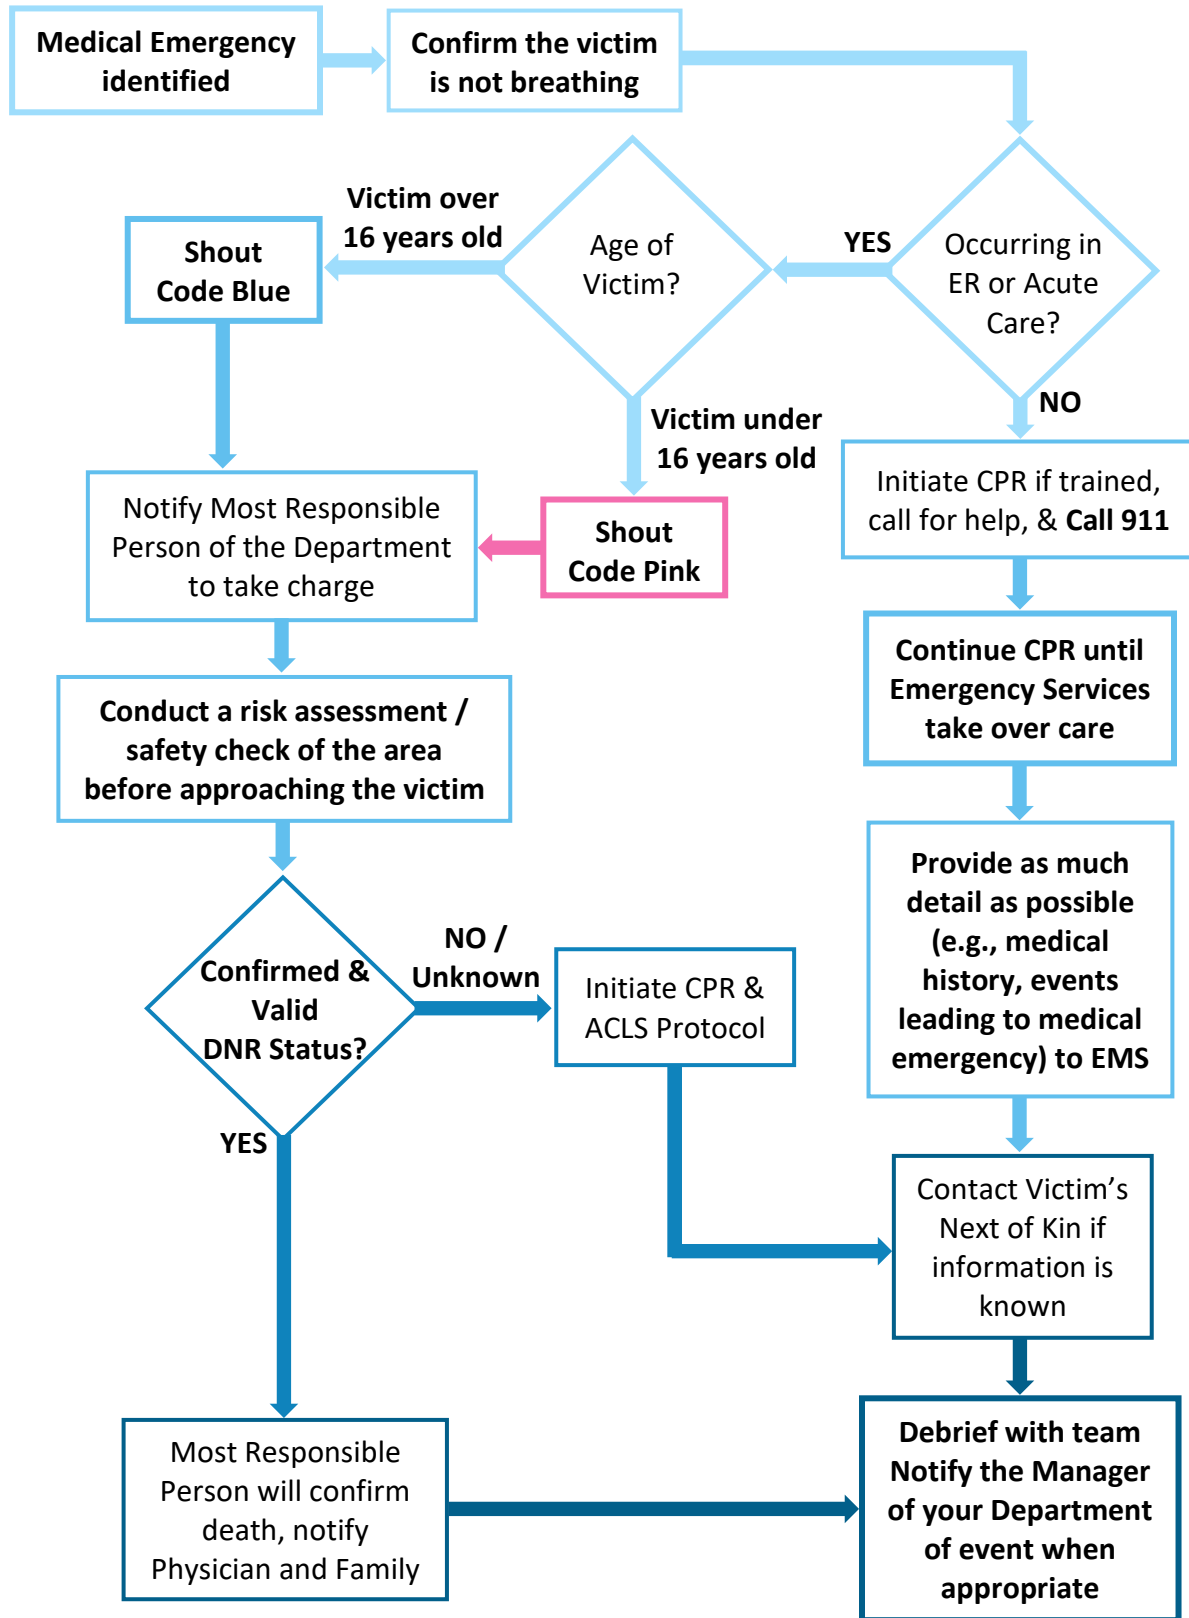 Medical Emergency
identified
Confirm the victim
is not breathing
Occurring in
ER or Acute
Care?
YES
NO
Age of
Victim?
Victim over
16 years old
Victim under
16 years old
Shout
Code Blue
Shout
Code Pink
Notify Most Responsible
Person of the Department
to take charge
Conduct a risk assessment /
safety check of the area
before approaching the victim
Confirmed &
Valid
DNR Status?
NO /
Unknown
YES
Initiate CPR &
ACLS Protocol
Most Responsible
Person will confirm
death, notify
Physician and Family
Initiate CPR if trained,
call for help, & Call 911
Continue CPR until
Emergency Services
take over care
Provide as much
detail as possible
(e.g., medical
history, events
leading to medical
emergency) to EMS
Contact Victim’s
Next of Kin if
information is
known
Debrief with team
Notify the Manager
of your Department
of event when
appropriate